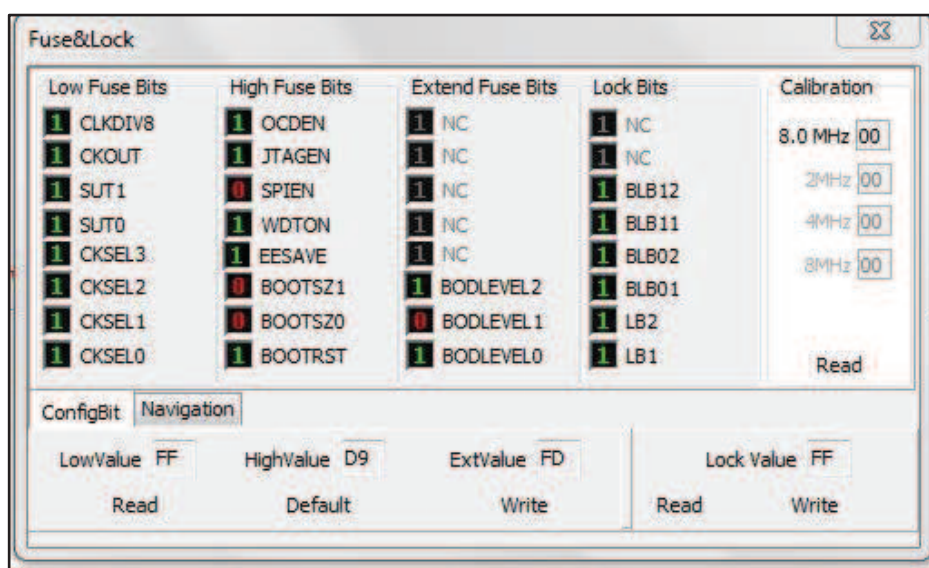 Fuse&Lock
Low Fuse Bits High Fuse Bits Extend Fuse Bits Lock Bits Calibration
1 CLKDIV8 1 OCDEN 1 NC 1 NC 8.0 MHz 00
1 CKOUT 1 JTAGEN 1 NC 1 NC
1 SUT1 0 SPIEN 1 NC 1 BLB12 2MHz 00
1 SUT0 1 WDTON 1 NC 1 BLB11 4MHz 00
1 CKSEL3 1 EESAVE 1 NC 1 BLB02 8MHz 00
1 CKSEL2 0 BOOTSZ1 1 BODLEVEL2 1 BLB01
1 CKSEL1 0 BOOTSZ0 0 BODLEVEL1 1 LB2
1 CKSEL0 1 BOOTRST 1 BODLEVEL0 1 LB1 Read
ConfigBit Navigation
LowValue FF HighValue D9 ExtValue FD Lock Value FF
Read Default Write Read Write